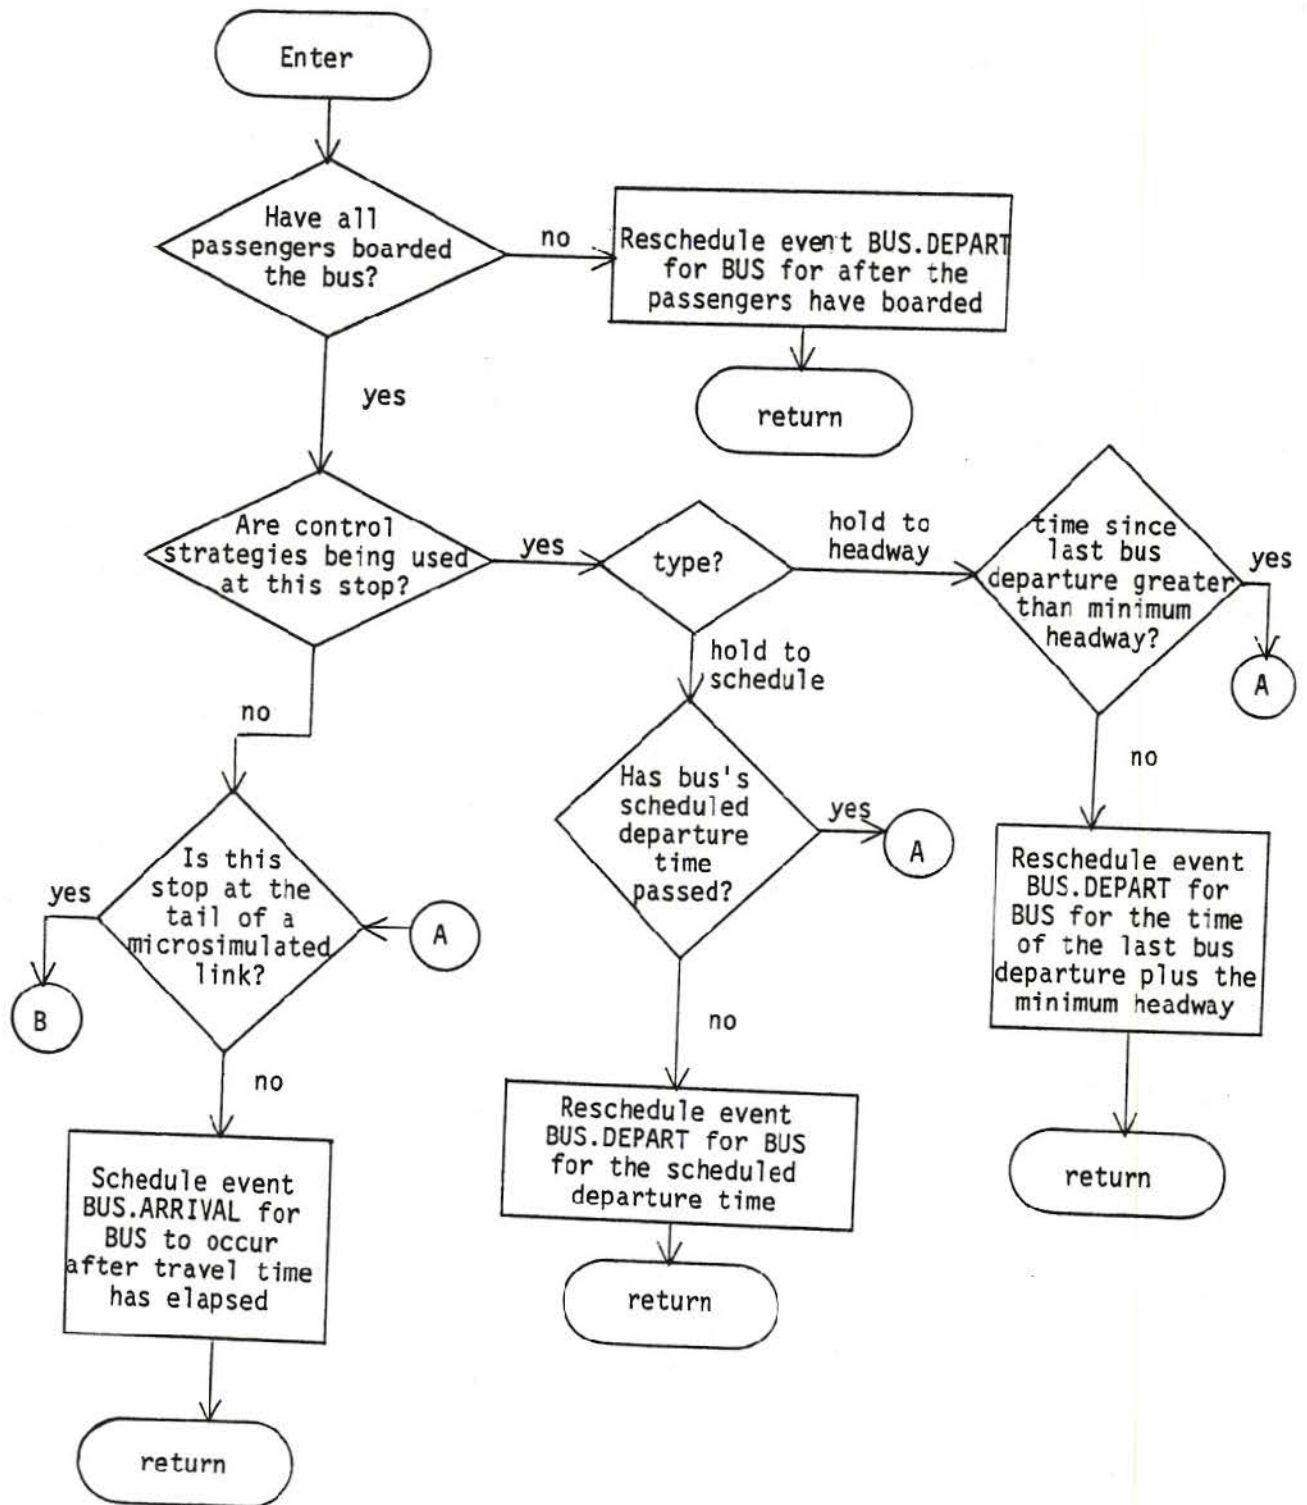 Enter
Have all
passengers boarded
the bus?
no
Reschedule event BUS.DEPART
for BUS for after the
passengers have boarded
return
yes
Are control
strategies being used
at this stop?
yes
type?
hold to
headway
time since
last bus
departure greater
than minimum
headway?
yes
A
no
Reschedule event
BUS.DEPART for
BUS for the time
of the last bus
departure plus the
minimum headway
return
hold to
schedule
Has bus's
scheduled
departure
time
passed?
yes
A
no
Reschedule event
BUS.DEPART for BUS
for the scheduled
departure time
return
no
Is this
stop at the
tail of a
microsimulated
link?
A
yes
B
no
Schedule event
BUS.ARRIVAL for
BUS to occur
after travel time
has elapsed
return